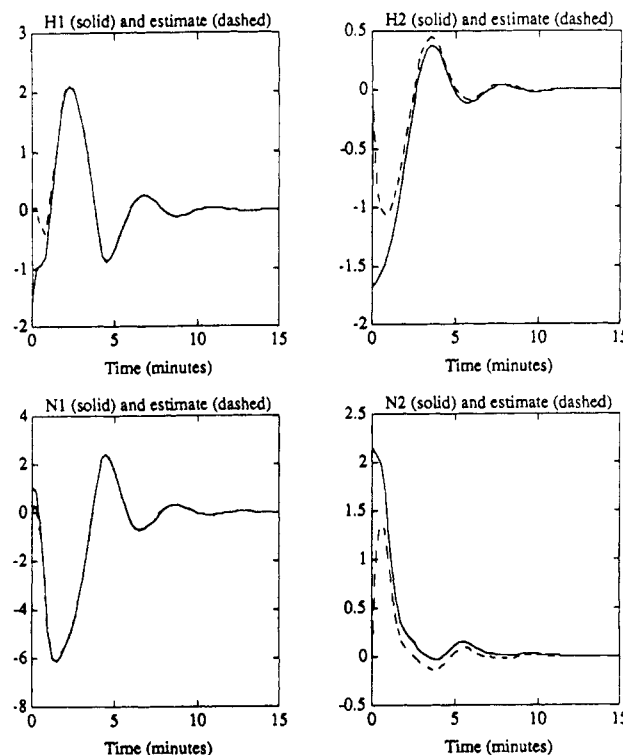 H1 (solid) and estimate (dashed)
3
2
1
0
-1
-2
0 5 10 15
Time (minutes)
H2 (solid) and estimate (dashed)
0.5
0
-0.5
-1
-1.5
-2
0 5 10 15
Time (minutes)
N1 (solid) and estimate (dashed)
4
2
0
-2
-4
-6
-8
0 5 10 15
Time (minutes)
N2 (solid) and estimate (dashed)
2.5
2
1.5
1
0.5
0
-0.5
0 5 10 15
Time (minutes)